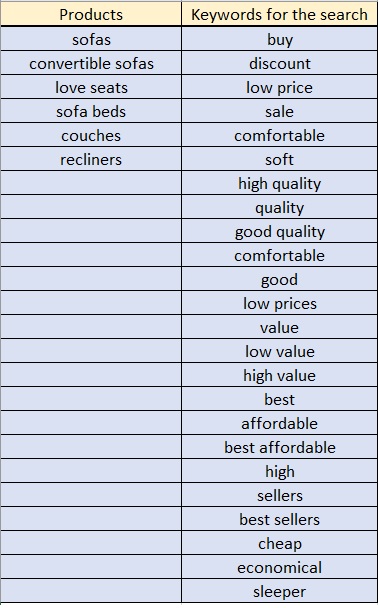 Products Keywords for the search
sofas buy
convertible sofas discount
love seats low price
sofa beds sale
couches comfortable
recliners soft
high quality
quality
good quality
comfortable
good
low prices
value
low value
high value
best
affordable
best affordable
high
sellers
best sellers
cheap
economical
sleeper